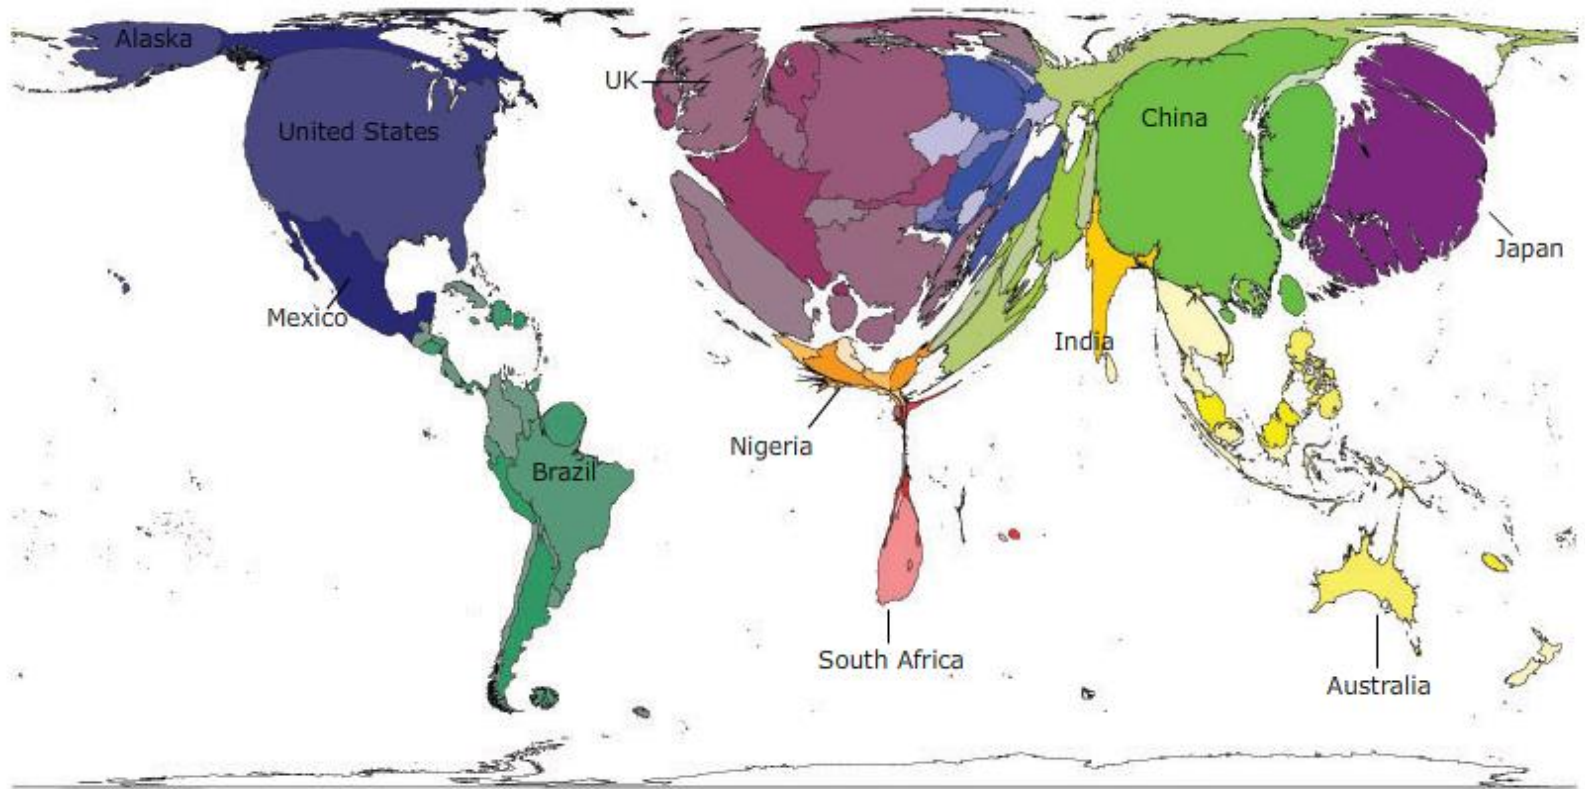 Alaska
UK
United States
China
Japan
Mexico
India
Nigeria
Brazil
South Africa
Australia